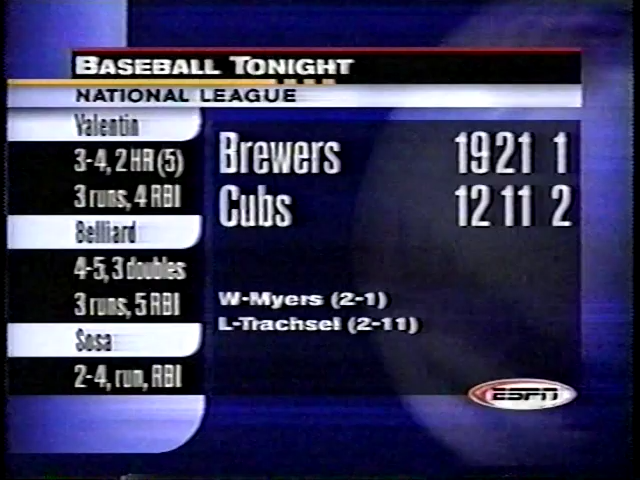 BASEBALL TONIGHT
NATIONAL LEAGUE
Valentin
3-4, 2 HR (5)
3 runs, 4 RBI
Belliard
4-5, 3 doubles
3 runs, 5 RBI
Sosa
2-4, run, RBI
Brewers 19 21 1
Cubs 12 11 2
W-Myers (2-1)
L-Trachsel (2-11)
ESPN